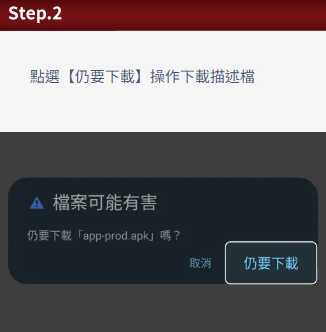 Step.2
點選【仍要下載】操作下載描述檔
檔案可能有害
仍要下載「app-prod.apk」嗎？
取消
仍要下載